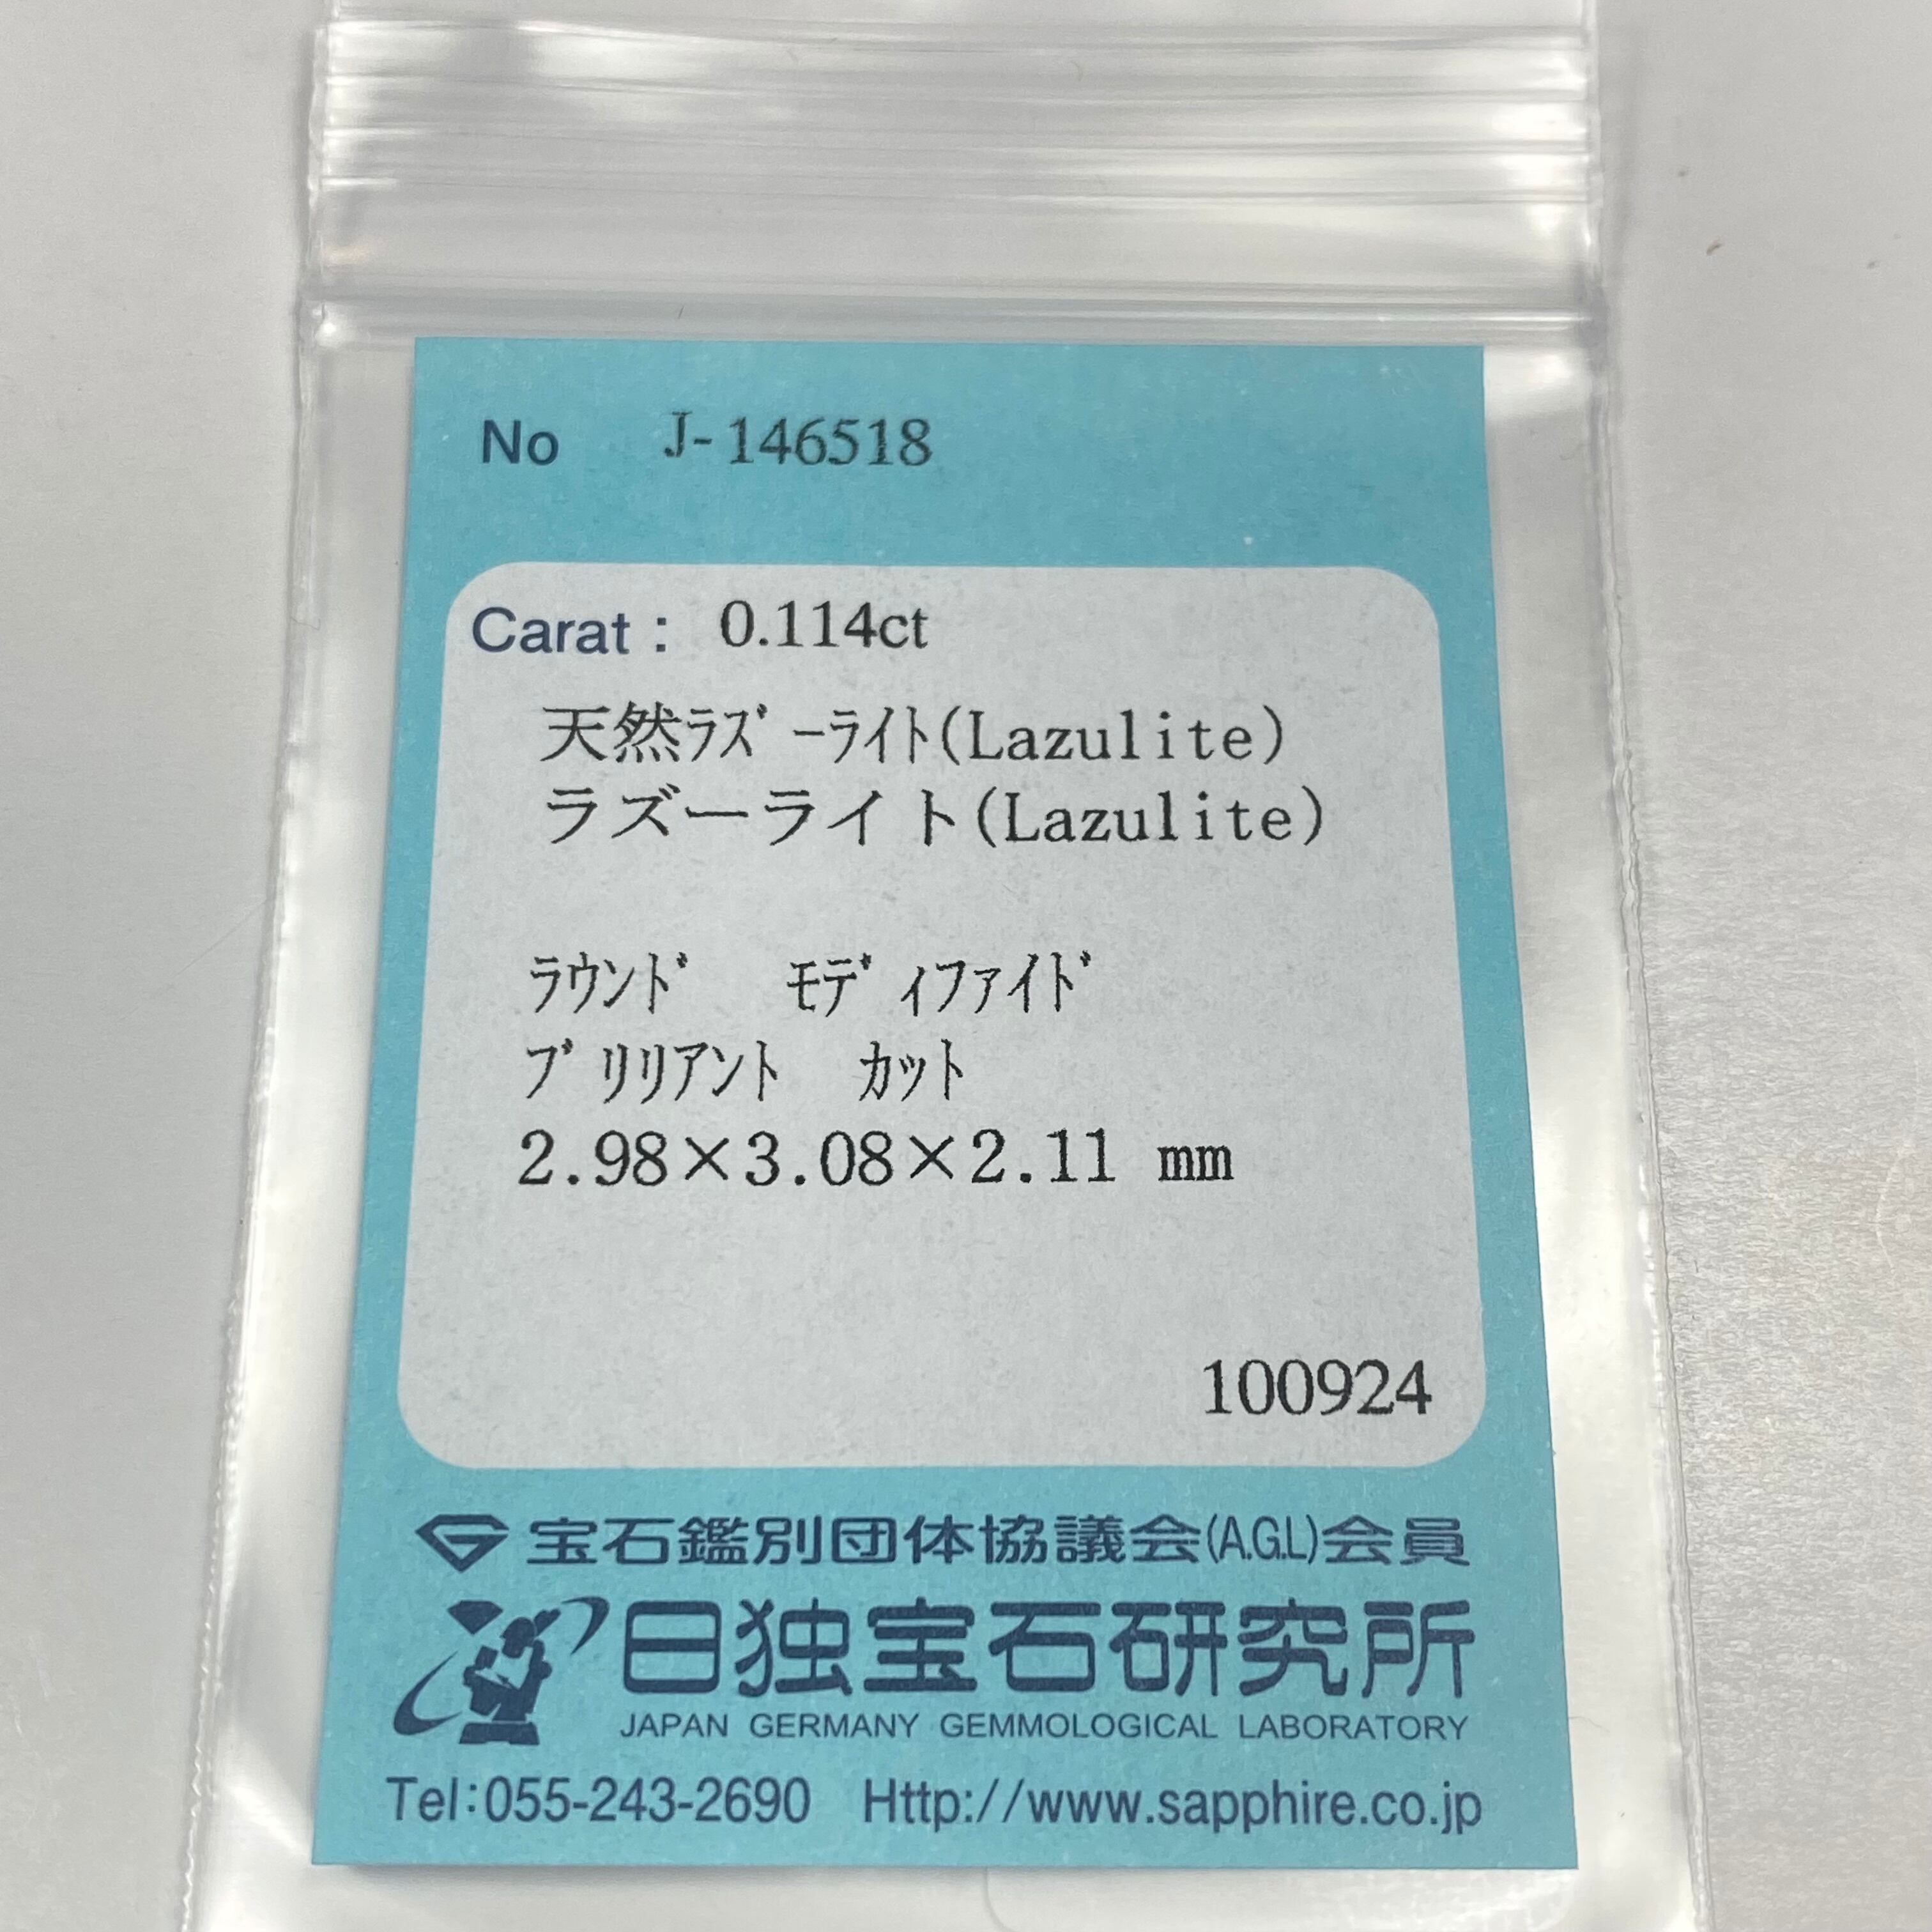 No J-146518
Carat: 0.114ct
天然ﾗｽﾞｰﾗｲﾄ(Lazulite)
ラズーライト(Lazulite)
ﾗｳﾝﾄﾞ ﾓﾃﾞｨﾌｧｲﾄﾞ
ﾌﾞﾘﾘｱﾝﾄ ｶｯﾄ
2.98×3.08×2.11 mm
100924
宝石鑑別団体協議会(A.G.L)会員
日独宝石研究所
JAPAN GERMANY GEMMOLOGICAL LABORATORY
Tel:055-243-2690 Http://www.sapphire.co.jp